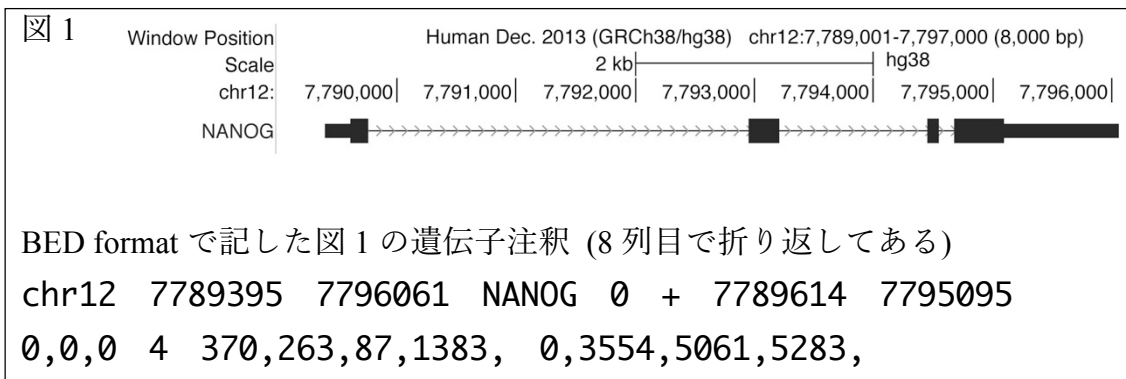 図 1
Window Position Human Dec. 2013 (GRCh38/hg38) chr12:7,789,001-7,797,000 (8,000 bp)
Scale 2 kb hg38
chr12: 7,790,000| 7,791,000| 7,792,000| 7,793,000| 7,794,000| 7,795,000| 7,796,000|
NANOG
BED format で記した図 1 の遺伝子注釈 (8 列目で折り返してある)
chr12 7789395 7796061 NANOG 0 + 7789614 7795095
0,0,0 4 370,263,87,1383, 0,3554,5061,5283,